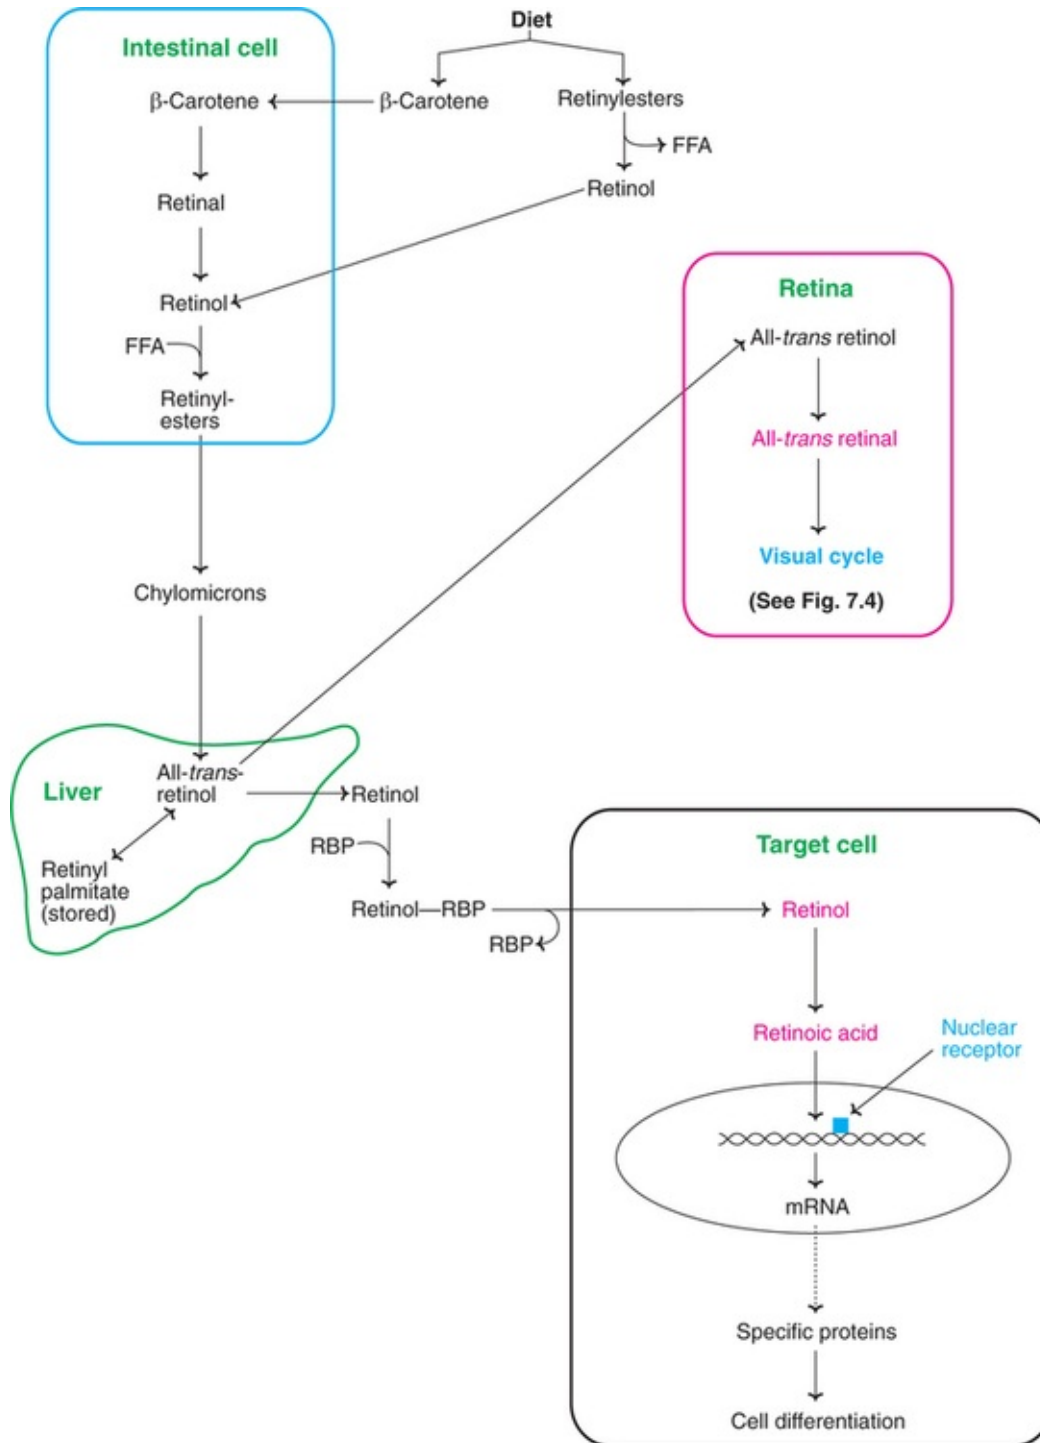 Diet
Intestinal cell
β-Carotene
β-Carotene
Retinylesters
FFA
Retinal
Retinol
Retinol
FFA
Retinyl-
esters
Chylomicrons
Retina
All-trans retinol
All-trans retinal
Visual cycle
(See Fig. 7.4)
Liver
All-trans-
retinol
Retinyl
palmitate
(stored)
Retinol
RBP
Retinol—RBP
RBP
Target cell
Retinol
Retinoic acid
Nuclear
receptor
mRNA
Specific proteins
Cell differentiation